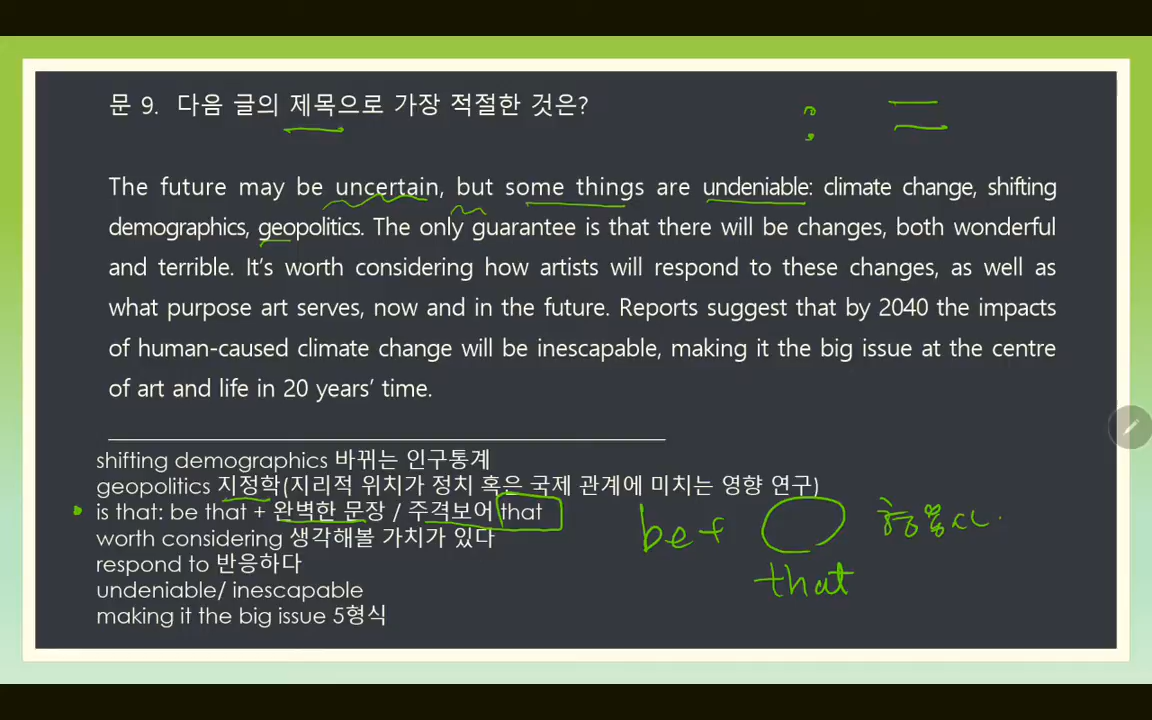 문 9. 다음 글의 제목으로 가장 적절한 것은?
The future may be uncertain, but some things are undeniable: climate change, shifting
demographics, geopolitics. The only guarantee is that there will be changes, both wonderful
and terrible. It's worth considering how artists will respond to these changes, as well as
what purpose art serves, now and in the future. Reports suggest that by 2040 the impacts
of human-caused climate change will be inescapable, making it the big issue at the centre
of art and life in 20 years' time.
shifting demographics 바뀌는 인구통계
geopolitics 지정학(지리적 위치가 정치 혹은 국제 관계에 미치는 영향 연구)
is that: be that + 완벽한 문장 / 주격보어 that
worth considering 생각해볼 가치가 있다
respond to 반응하다
undeniable/ inescapable
making it the big issue 5형식
: =
be +
that